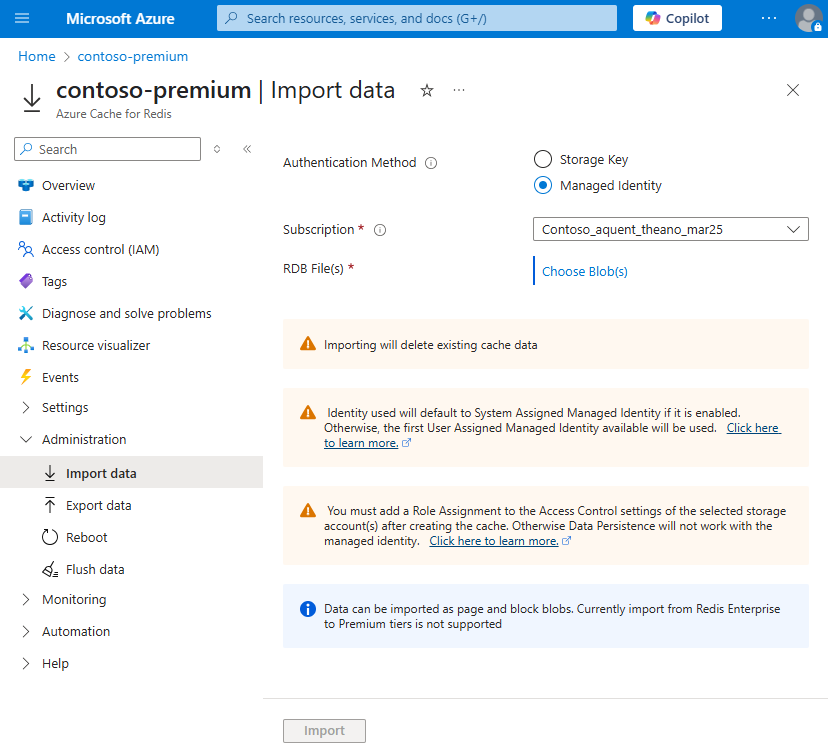 Microsoft Azure
Search resources, services, and docs (G+/)
Copilot
Home > contoso-premium
contoso-premium | Import data
Azure Cache for Redis
Search
Overview
Activity log
Access control (IAM)
Tags
Diagnose and solve problems
Resource visualizer
Events
Settings
Administration
Import data
Export data
Reboot
Flush data
Monitoring
Automation
Help
Authentication Method
Storage Key
Managed Identity
Subscription *
Contoso_aquent_theano_mar25
RDB File(s) *
Choose Blob(s)
Importing will delete existing cache data
Identity used will default to System Assigned Managed Identity if it is enabled.
Otherwise, the first User Assigned Managed Identity available will be used. Click here
to learn more.
You must add a Role Assignment to the Access Control settings of the selected storage
account(s) after creating the cache. Otherwise Data Persistence will not work with the
managed identity. Click here to learn more.
Data can be imported as page and block blobs. Currently import from Redis Enterprise
to Premium tiers is not supported
Import